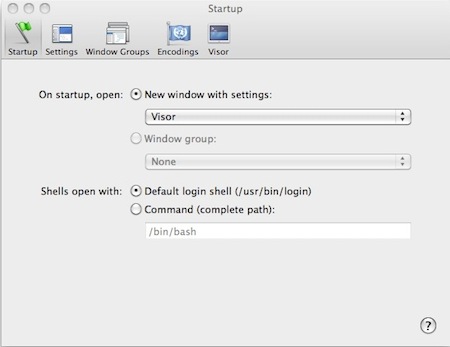 Startup
Startup Settings Window Groups Encodings Visor
On startup, open: New window with settings:
Visor
Window group:
None
Shells open with: Default login shell (/usr/bin/login)
Command (complete path):
/bin/bash
?